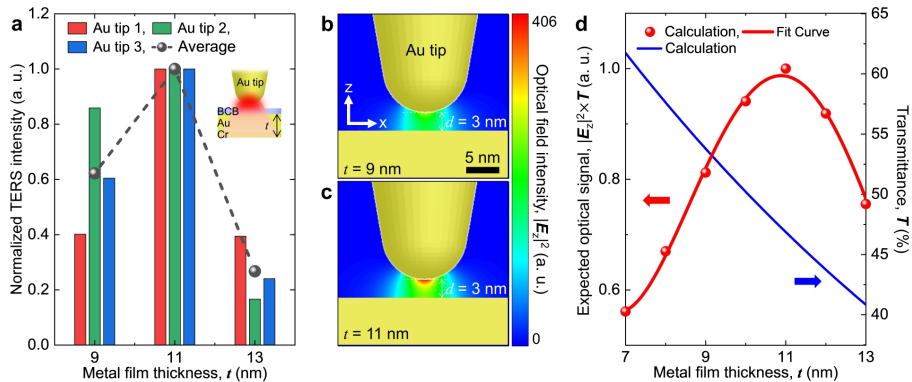 a
Au tip 1, Au tip 2,
Au tip 3, Average
Normalized TERS intensity (a. u.)
1.0
0.8
0.6
0.4
0.2
0.0
9 11 13
Metal film thickness, t (nm)
Au tip
BCB
Au
Cr
t
b
Au tip
z
x
d = 3 nm
t = 9 nm
5 nm
c
d = 3 nm
t = 11 nm
406
Optical field intensity, |Ez|² (a. u.)
0
d
Calculation, Fit Curve
Calculation
Expected optical signal, |Ez|²×T (a. u.)
1.0
0.8
0.6
7 9 11 13
Metal film thickness, t (nm)
65
60
55
50
45
40
Transmittance, T (%)